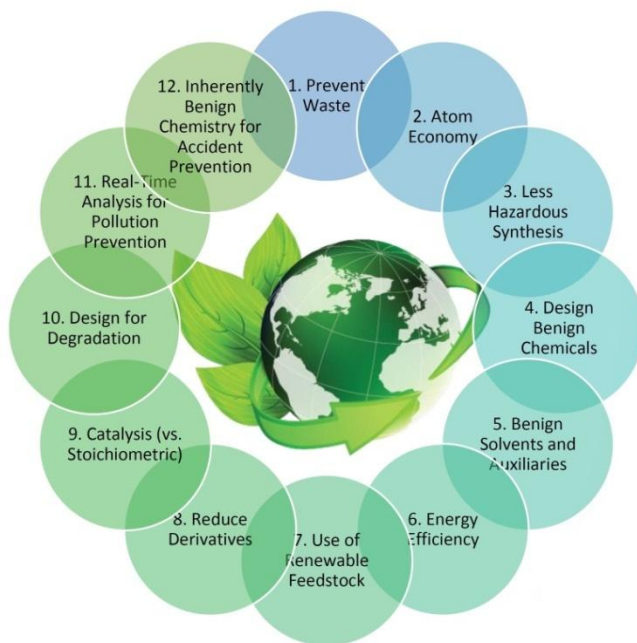 1. Prevent
Waste
2. Atom
Economy
3. Less
Hazardous
Synthesis
4. Design
Benign
Chemicals
5. Benign
Solvents and
Auxiliaries
6. Energy
Efficiency
7. Use of
Renewable
Feedstock
8. Reduce
Derivatives
9. Catalysis (vs.
Stoichiometric)
10. Design for
Degradation
11. Real-Time
Analysis for
Pollution
Prevention
12. Inherently
Benign
Chemistry for
Accident
Prevention